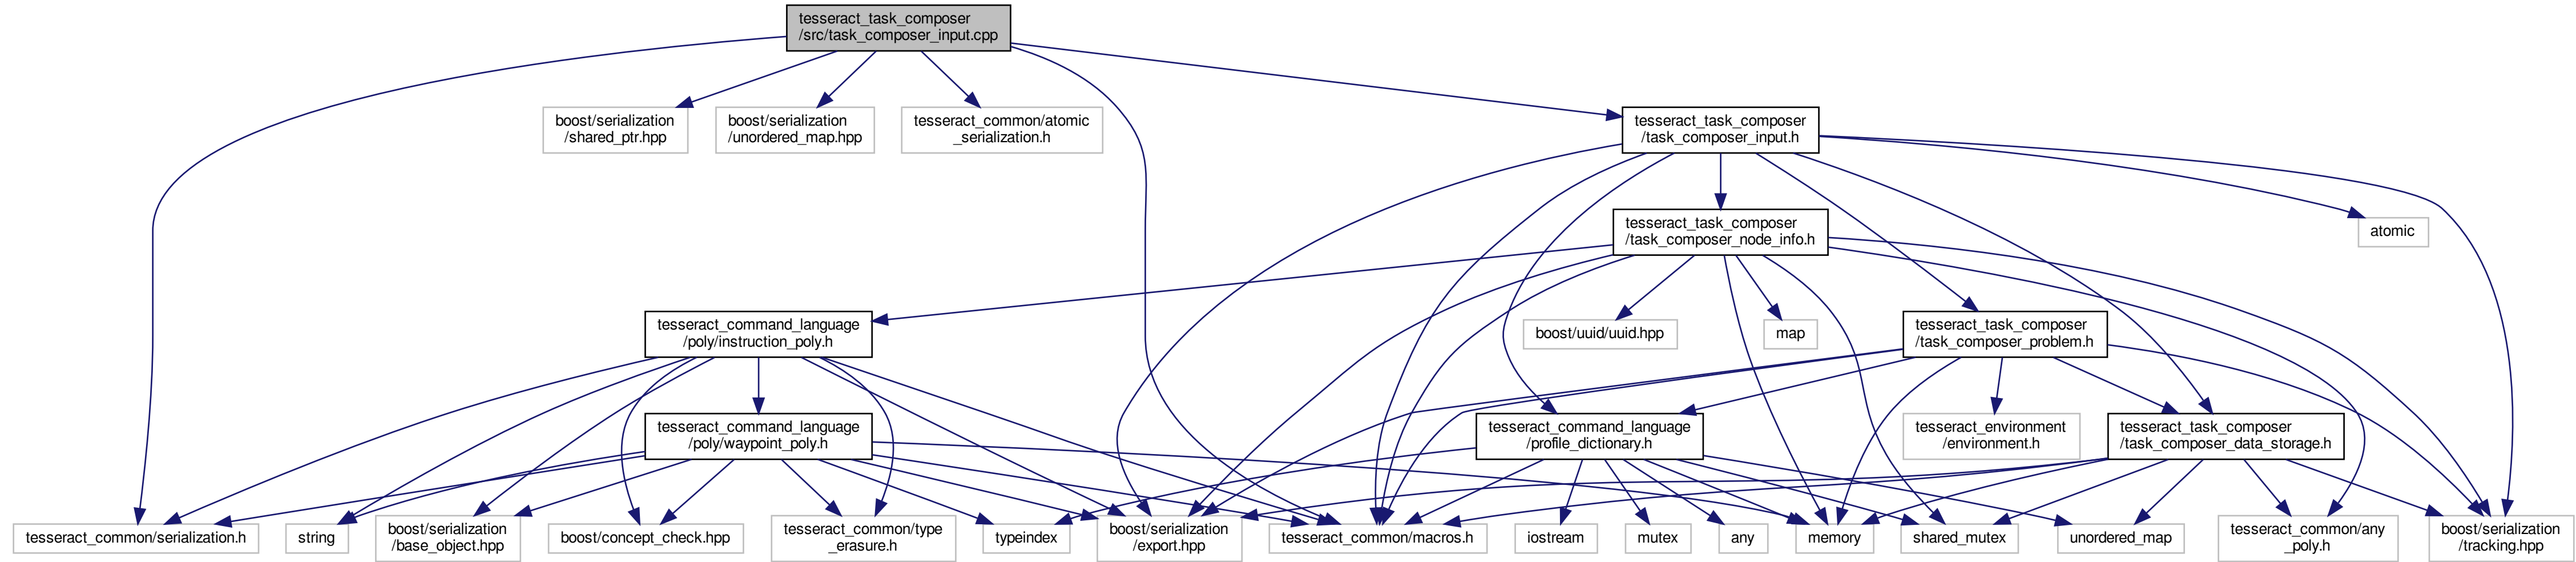 tesseract_task_composer
/src/task_composer_input.cpp
boost/serialization
/shared_ptr.hpp
boost/serialization
/unordered_map.hpp
tesseract_common/atomic
_serialization.h
tesseract_task_composer
/task_composer_input.h
tesseract_task_composer
/task_composer_node_info.h
atomic
tesseract_command_language
/poly/instruction_poly.h
boost/uuid/uuid.hpp
map
tesseract_task_composer
/task_composer_problem.h
tesseract_command_language
/poly/waypoint_poly.h
tesseract_command_language
/profile_dictionary.h
tesseract_environment
/environment.h
tesseract_task_composer
/task_composer_data_storage.h
tesseract_common/serialization.h
string
boost/serialization
/base_object.hpp
boost/concept_check.hpp
tesseract_common/type
_erasure.h
typeindex
boost/serialization
/export.hpp
tesseract_common/macros.h
iostream
mutex
any
memory
shared_mutex
unordered_map
tesseract_common/any
_poly.h
boost/serialization
/tracking.hpp